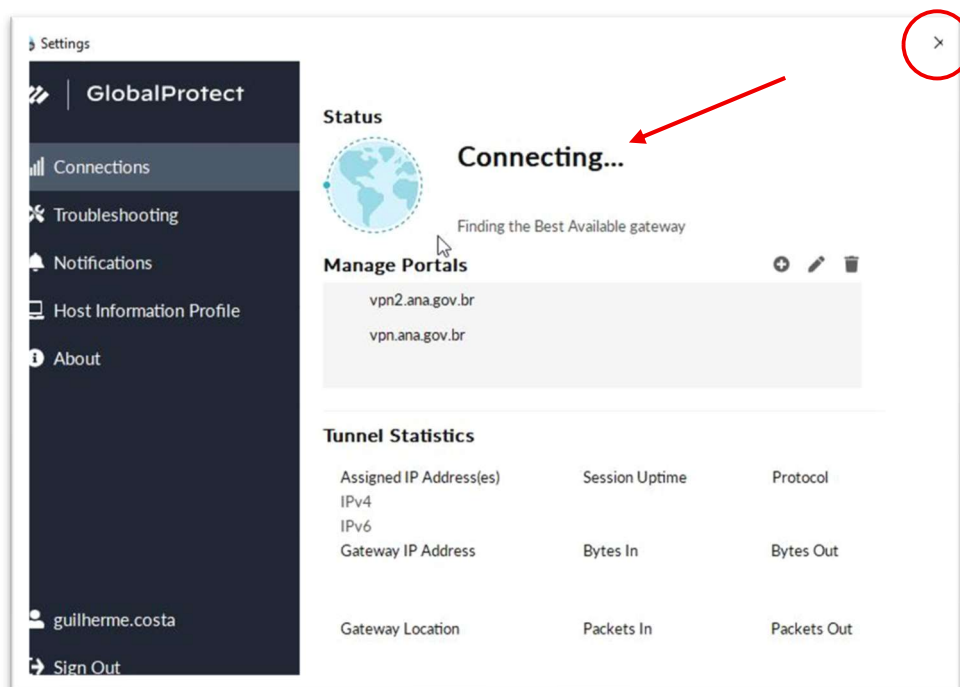 Settings
GlobalProtect
Connections
Troubleshooting
Notifications
Host Information Profile
About
guilherme.costa
Sign Out
Status
Connecting...
Finding the Best Available gateway
Manage Portals
vpn2.ana.gov.br
vpn.ana.gov.br
Tunnel Statistics
Assigned IP Address(es) Session Uptime Protocol
IPv4
IPv6
Gateway IP Address Bytes In Bytes Out
Gateway Location Packets In Packets Out